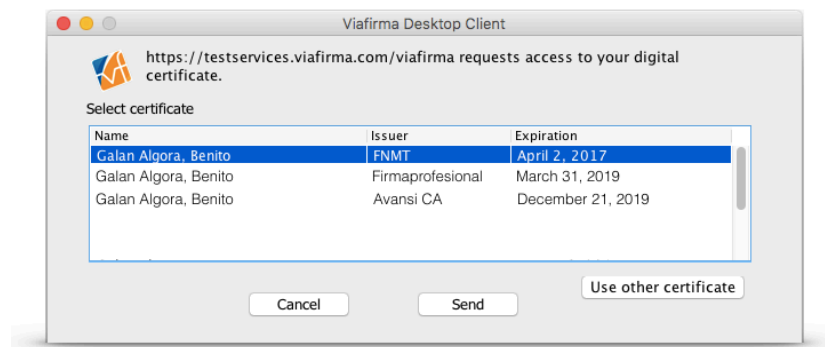 Viafirma Desktop Client
https://testservices.viafirma.com/viafirma requests access to your digital
certificate.
Select certificate
Name Issuer Expiration
Galan Algora, Benito FNMT April 2, 2017
Galan Algora, Benito Firmaprofesional March 31, 2019
Galan Algora, Benito Avansi CA December 21, 2019
Use other certificate
Cancel Send